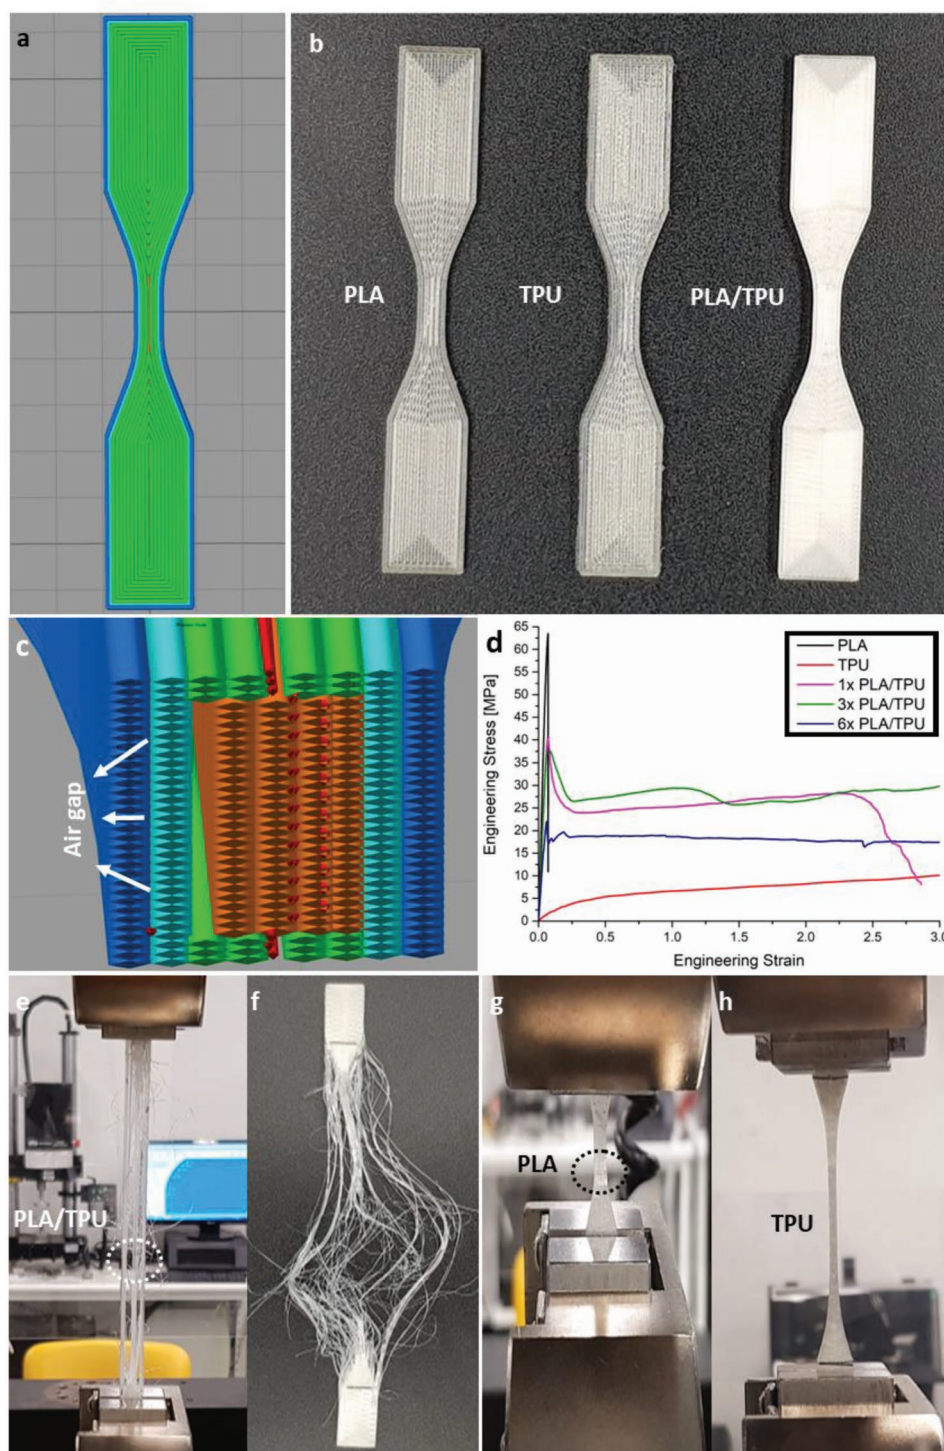 a
b
PLA
TPU
PLA/TPU
c
Air gap
d
65
60
55
50
45
40
35
30
25
20
15
10
5
0
Engineering Stress [MPa]
0.0
0.5
1.0
1.5
2.0
2.5
3.0
Engineering Strain
PLA
TPU
1x PLA/TPU
3x PLA/TPU
6x PLA/TPU
e
PLA/TPU
f
g
PLA
h
TPU